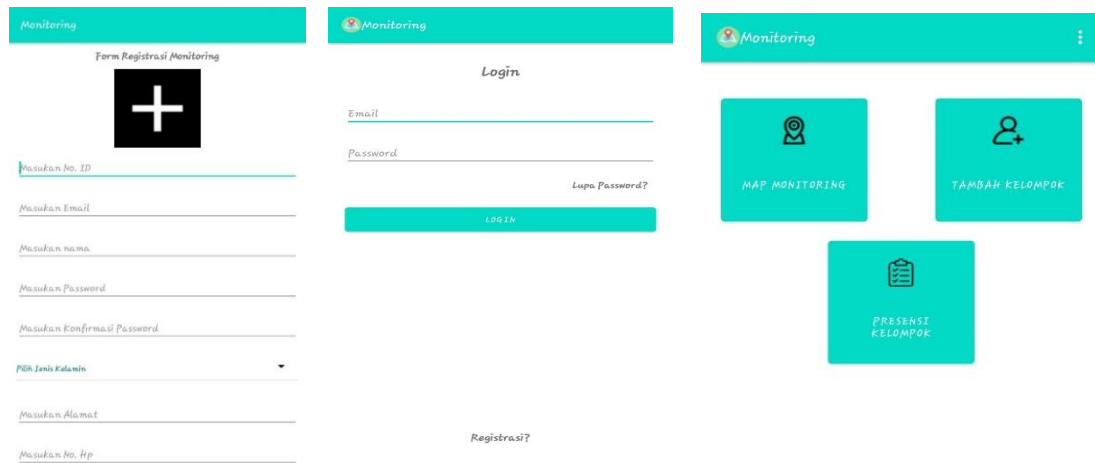 Monitoring
Form Registrasi Monitoring
Masukan No. ID
Masukan Email
Masukan nama
Masukan Password
Masukan Konfirmasi Password
Pilih Jenis Kelamin
Masukan Alamat
Masukan No. Hp
Monitoring
Login
Email
Password
Lupa Password?
LOGIN
Registrasi?
Monitoring
MAP MONITORING
TAMBAH KELOMPOK
PRESENSI
KELOMPOK